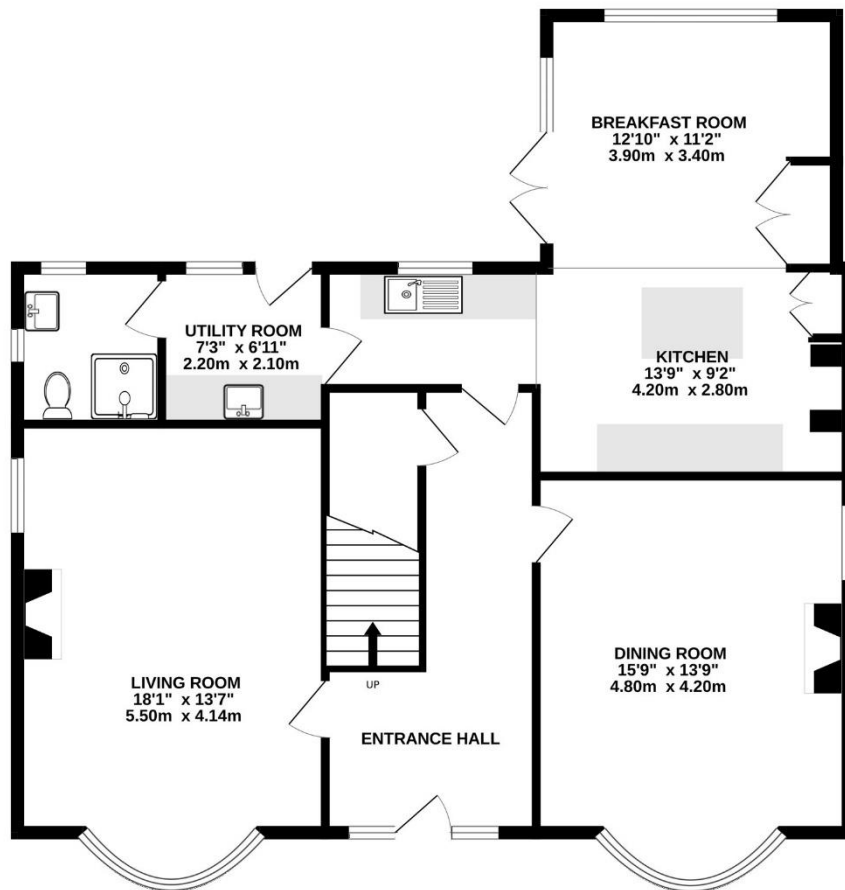 BREAKFAST ROOM
12'10" x 11'2"
3.90m x 3.40m
UTILITY ROOM
7'3" x 6'11"
2.20m x 2.10m
KITCHEN
13'9" x 9'2"
4.20m x 2.80m
LIVING ROOM
18'1" x 13'7"
5.50m x 4.14m
UP
ENTRANCE HALL
DINING ROOM
15'9" x 13'9"
4.80m x 4.20m